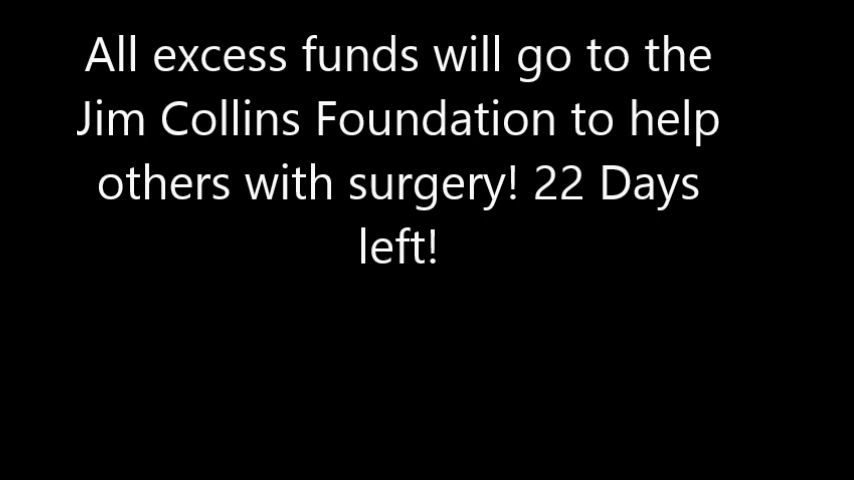 All excess funds will go to the
Jim Collins Foundation to help
others with surgery! 22 Days
left!